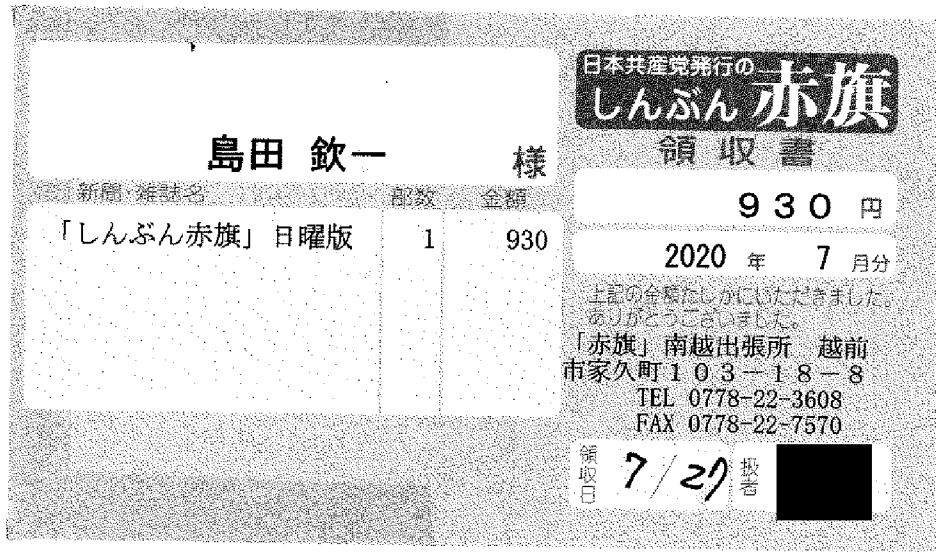 島田 欽一 様
新聞・雑誌名 部数 金額
「しんぶん赤旗」日曜版 1 930
日本共産党発行の
しんぶん赤旗
領収書
930 円
2020 年 7 月分
上記の金額たしかにいただきました。
ありがとうございました。
「赤旗」南越出張所 越前
市家久町103-18-8
TEL 0778-22-3608
FAX 0778-22-7570
領収日 7/27 扱者